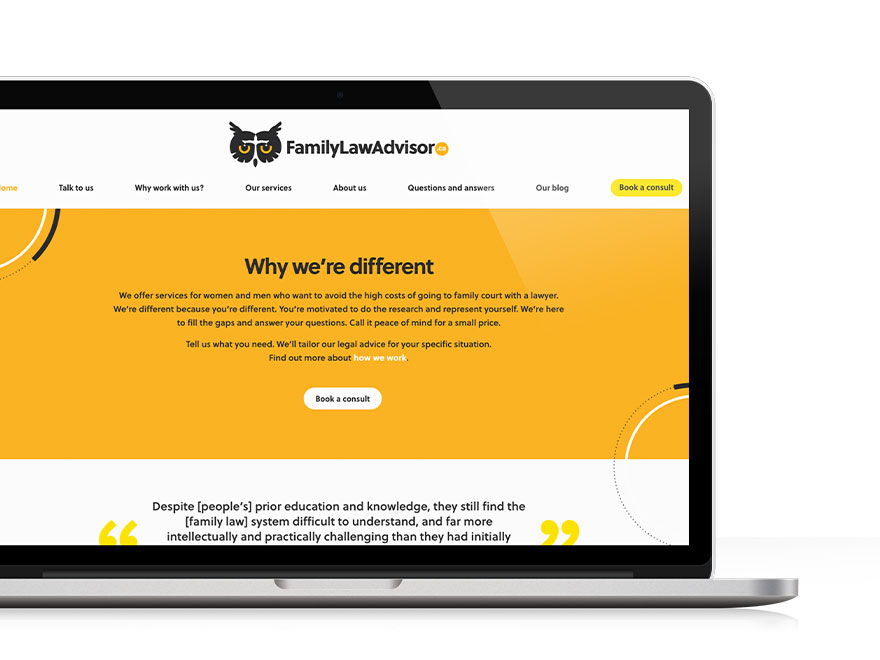 FamilyLawAdvisor.ca
ome Talk to us Why work with us? Our services About us Questions and answers Our blog Book a consult
Why we're different
We offer services for women and men who want to avoid the high costs of going to family court with a lawyer.
We're different because you're different. You're motivated to do the research and represent yourself. We're here
to fill the gaps and answer your questions. Call it peace of mind for a small price.
Tell us what you need. We'll tailor our legal advice for your specific situation.
Find out more about how we work.
Book a consult
“Despite [people's] prior education and knowledge, they still find the
[family law] system difficult to understand, and far more
intellectually and practically challenging than they had initially”